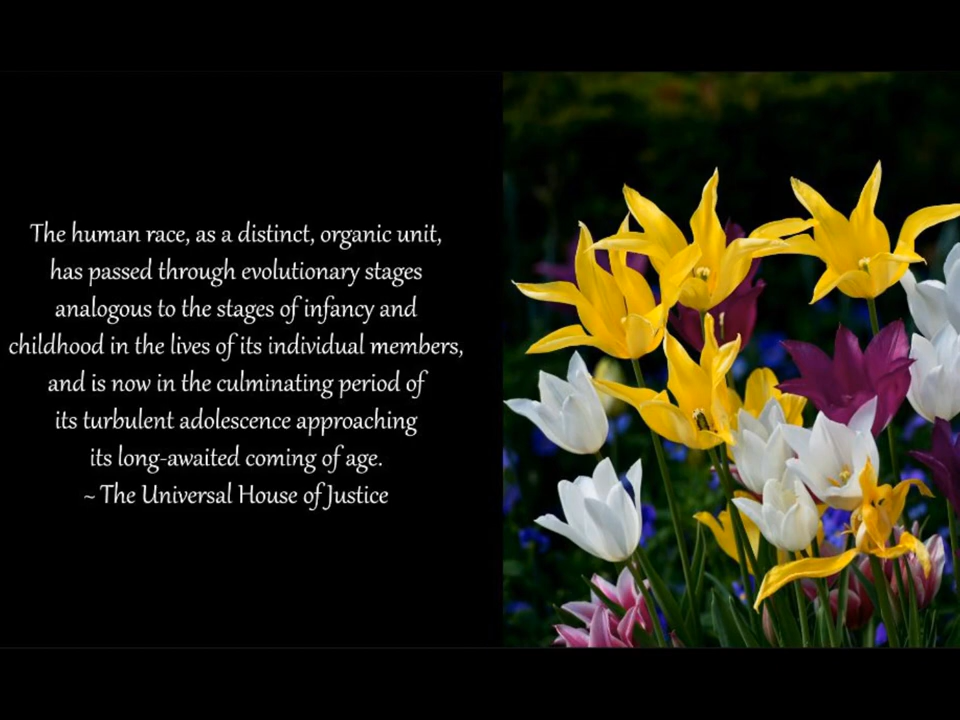 The human race, as a distinct, organic unit,
has passed through evolutionary stages
analogous to the stages of infancy and
childhood in the lives of its individual members,
and is now in the culminating period of
its turbulent adolescence approaching
its long-awaited coming of age.
~ The Universal House of Justice